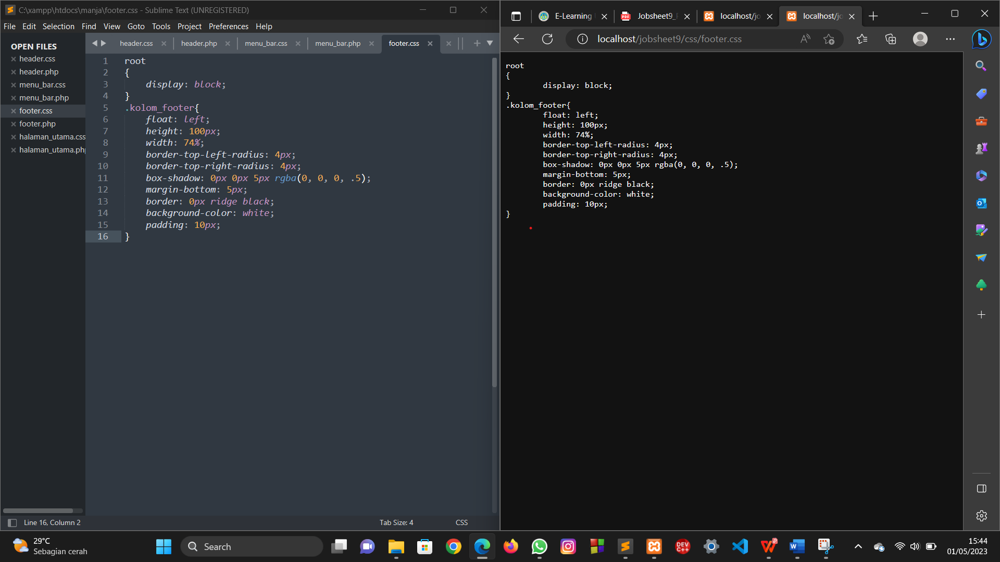 C:\xampp\htdocs\manja\footer.css - Sublime Text (UNREGISTERED)
File Edit Selection Find View Goto Tools Project Preferences Help
OPEN FILES
header.css
header.php
menu_bar.css
menu_bar.php
footer.css
footer.php
halaman_utama.css
halaman_utama.ph
header.css header.php menu_bar.css menu_bar.php footer.css
1 root
2 {
3 display: block;
4 }
5 .kolom_footer{
6 float: left;
7 height: 100px;
8 width: 74%;
9 border-top-left-radius: 4px;
10 border-top-right-radius: 4px;
11 box-shadow: 0px 0px 5px rgba(0, 0, 0, .5);
12 margin-bottom: 5px;
13 border: 0px ridge black;
14 background-color: white;
15 padding: 10px;
16 }
Line 16, Column 2
Tab Size: 4
CSS
E-Learning
Jobsheet9_
localhost/jo
localhost/jo
localhost/jobsheet9/css/footer.css
root
{
display: block;
}
.kolom_footer{
float: left;
height: 100px;
width: 74%;
border-top-left-radius: 4px;
border-top-right-radius: 4px;
box-shadow: 0px 0px 5px rgba(0, 0, 0, .5);
margin-bottom: 5px;
border: 0px ridge black;
background-color: white;
padding: 10px;
}
29°C
Sebagian cerah
Search
DEV
C++
15:44
01/05/2023